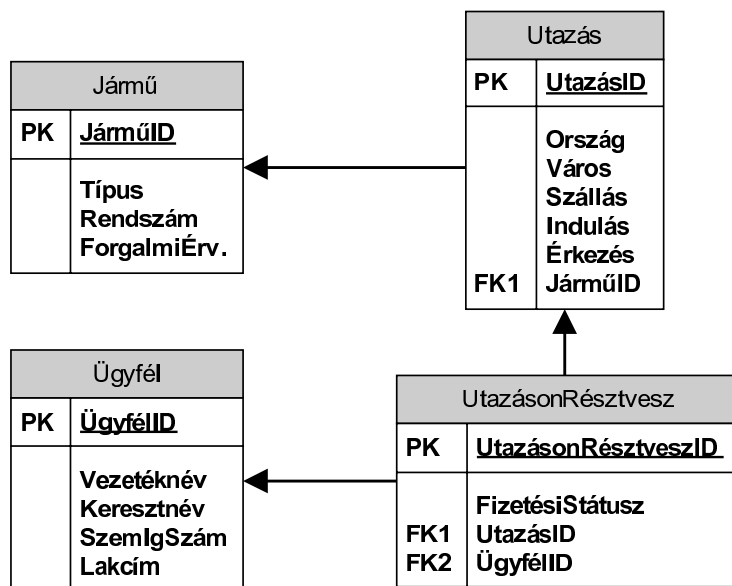 Jármű
PK JárműID
Típus
Rendszám
ForgalmiÉrv.
Utazás
PK UtazásID
Ország
Város
Szállás
Indulás
Érkezés
FK1 JárműID
Ügyfél
PK ÜgyfélID
Vezetéknév
Keresztnév
SzemIgSzám
Lakcím
UtazásonRésztvesz
PK UtazásonRésztveszID
FizetésiStátusz
FK1 UtazásID
FK2 ÜgyfélID